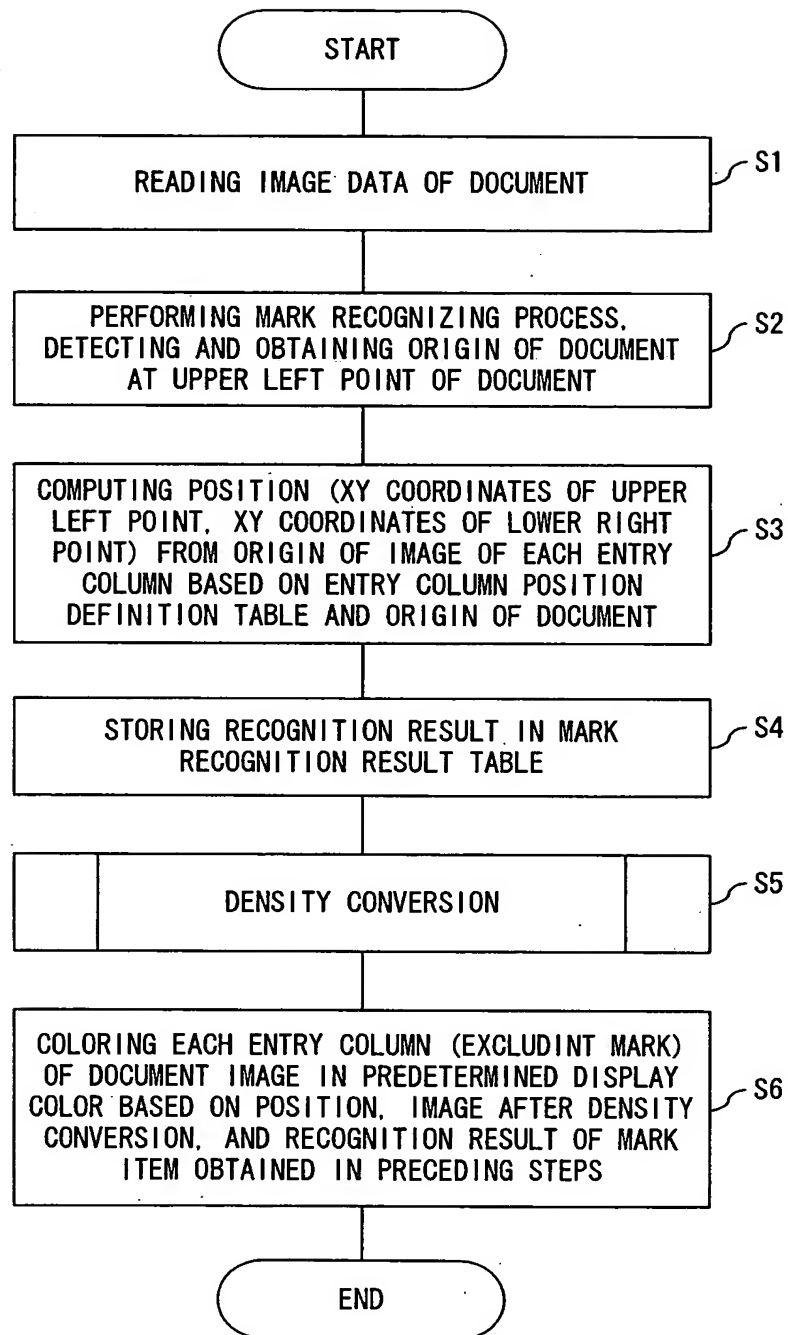 START
READING IMAGE DATA OF DOCUMENT
S1
PERFORMING MARK RECOGNIZING PROCESS,
DETECTING AND OBTAINING ORIGIN OF DOCUMENT
AT UPPER LEFT POINT OF DOCUMENT
S2
COMPUTING POSITION (XY COORDINATES OF UPPER
LEFT POINT, XY COORDINATES OF LOWER RIGHT
POINT) FROM ORIGIN OF IMAGE OF EACH ENTRY
COLUMN BASED ON ENTRY COLUMN POSITION
DEFINITION TABLE AND ORIGIN OF DOCUMENT
S3
STORING RECOGNITION RESULT IN MARK
RECOGNITION RESULT TABLE
S4
DENSITY CONVERSION
S5
COLORING EACH ENTRY COLUMN (EXCLUDINT MARK)
OF DOCUMENT IMAGE IN PREDETERMINED DISPLAY
COLOR BASED ON POSITION, IMAGE AFTER DENSITY
CONVERSION, AND RECOGNITION RESULT OF MARK
ITEM OBTAINED IN PRECEDING STEPS
S6
END